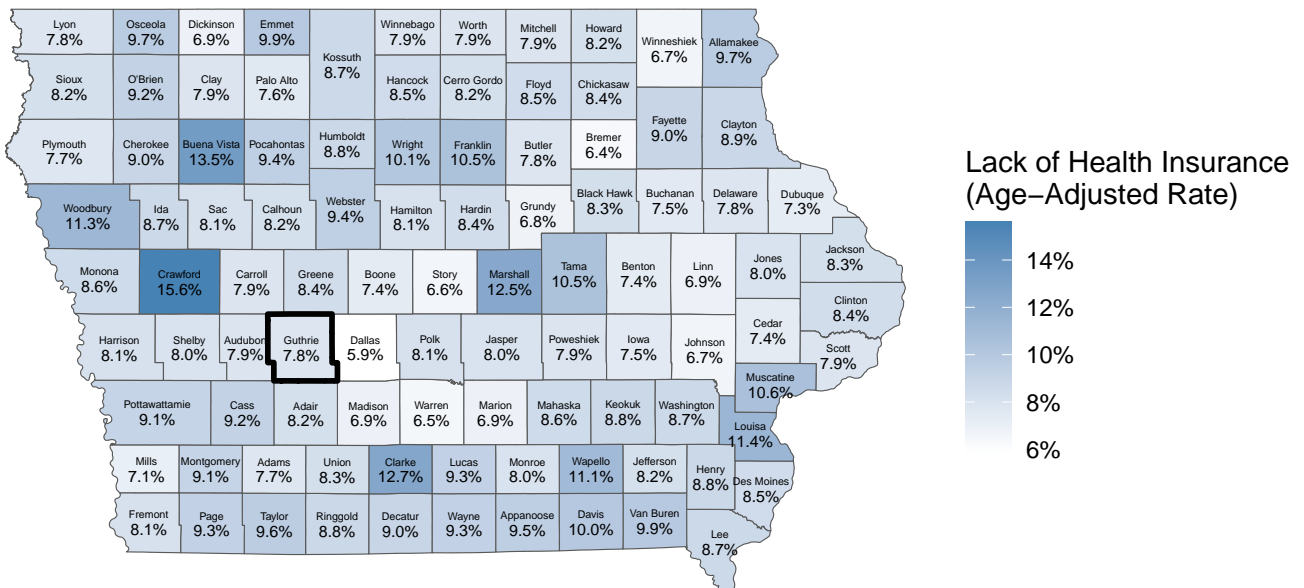 Lyon
7.8%
Osceola
9.7%
Dickinson
6.9%
Emmet
9.9%
Kossuth
8.7%
Winnebago
7.9%
Worth
7.9%
Mitchell
7.9%
Howard
8.2%
Winneshiek
6.7%
Allamakee
9.7%
Sioux
8.2%
O'Brien
9.2%
Clay
7.9%
Palo Alto
7.6%
Hancock
8.5%
Cerro Gordo
8.2%
Floyd
8.5%
Chickasaw
8.4%
Fayette
9.0%
Clayton
8.9%
Plymouth
7.7%
Cherokee
9.0%
Buena Vista
13.5%
Pocahontas
9.4%
Humboldt
8.8%
Wright
10.1%
Franklin
10.5%
Butler
7.8%
Bremer
6.4%
Woodbury
11.3%
Ida
8.7%
Sac
8.1%
Calhoun
8.2%
Webster
9.4%
Hamilton
8.1%
Hardin
8.4%
Grundy
6.8%
Black Hawk
8.3%
Buchanan
7.5%
Delaware
7.8%
Dubuque
7.3%
Monona
8.6%
Crawford
15.6%
Carroll
7.9%
Greene
8.4%
Boone
7.4%
Story
6.6%
Marshall
12.5%
Tama
10.5%
Benton
7.4%
Linn
6.9%
Jones
8.0%
Jackson
8.3%
Clinton
8.4%
Harrison
8.1%
Shelby
8.0%
Audubon
7.9%
Guthrie
7.8%
Dallas
5.9%
Polk
8.1%
Jasper
8.0%
Poweshiek
7.9%
Iowa
7.5%
Johnson
6.7%
Cedar
7.4%
Scott
7.9%
Muscatine
10.6%
Pottawattamie
9.1%
Cass
9.2%
Adair
8.2%
Madison
6.9%
Warren
6.5%
Marion
6.9%
Mahaska
8.6%
Keokuk
8.8%
Washington
8.7%
Louisa
11.4%
Mills
7.1%
Montgomery
9.1%
Adams
7.7%
Union
8.3%
Clarke
12.7%
Lucas
9.3%
Monroe
8.0%
Wapello
11.1%
Jefferson
8.2%
Henry
8.8%
Des Moines
8.5%
Fremont
8.1%
Page
9.3%
Taylor
9.6%
Ringgold
8.8%
Decatur
9.0%
Wayne
9.3%
Appanoose
9.5%
Davis
10.0%
Van Buren
9.9%
Lee
8.7%
Lack of Health Insurance
(Age−Adjusted Rate)
14%
12%
10%
8%
6%